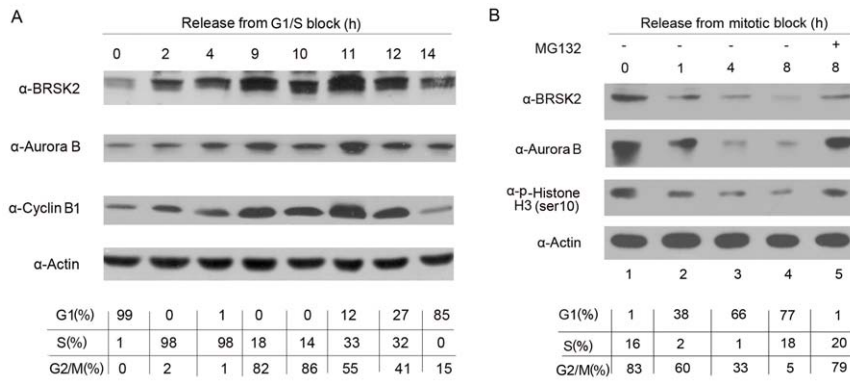 A
Release from G1/S block (h)
0 2 4 9 10 11 12 14
α-BRSK2
α-Aurora B
α-Cyclin B1
α-Actin
G1(%) 99 0 1 0 0 12 27 85
S(%) 1 98 98 18 14 33 32 0
G2/M(%) 0 2 1 82 86 55 41 15
B
Release from mitotic block (h)
MG132 - - - - +
0 1 4 8 8
α-BRSK2
α-Aurora B
α-p-Histone
H3 (ser10)
α-Actin
1 2 3 4 5
G1(%) 1 38 66 77 1
S(%) 16 2 1 18 20
G2/M(%) 83 60 33 5 79